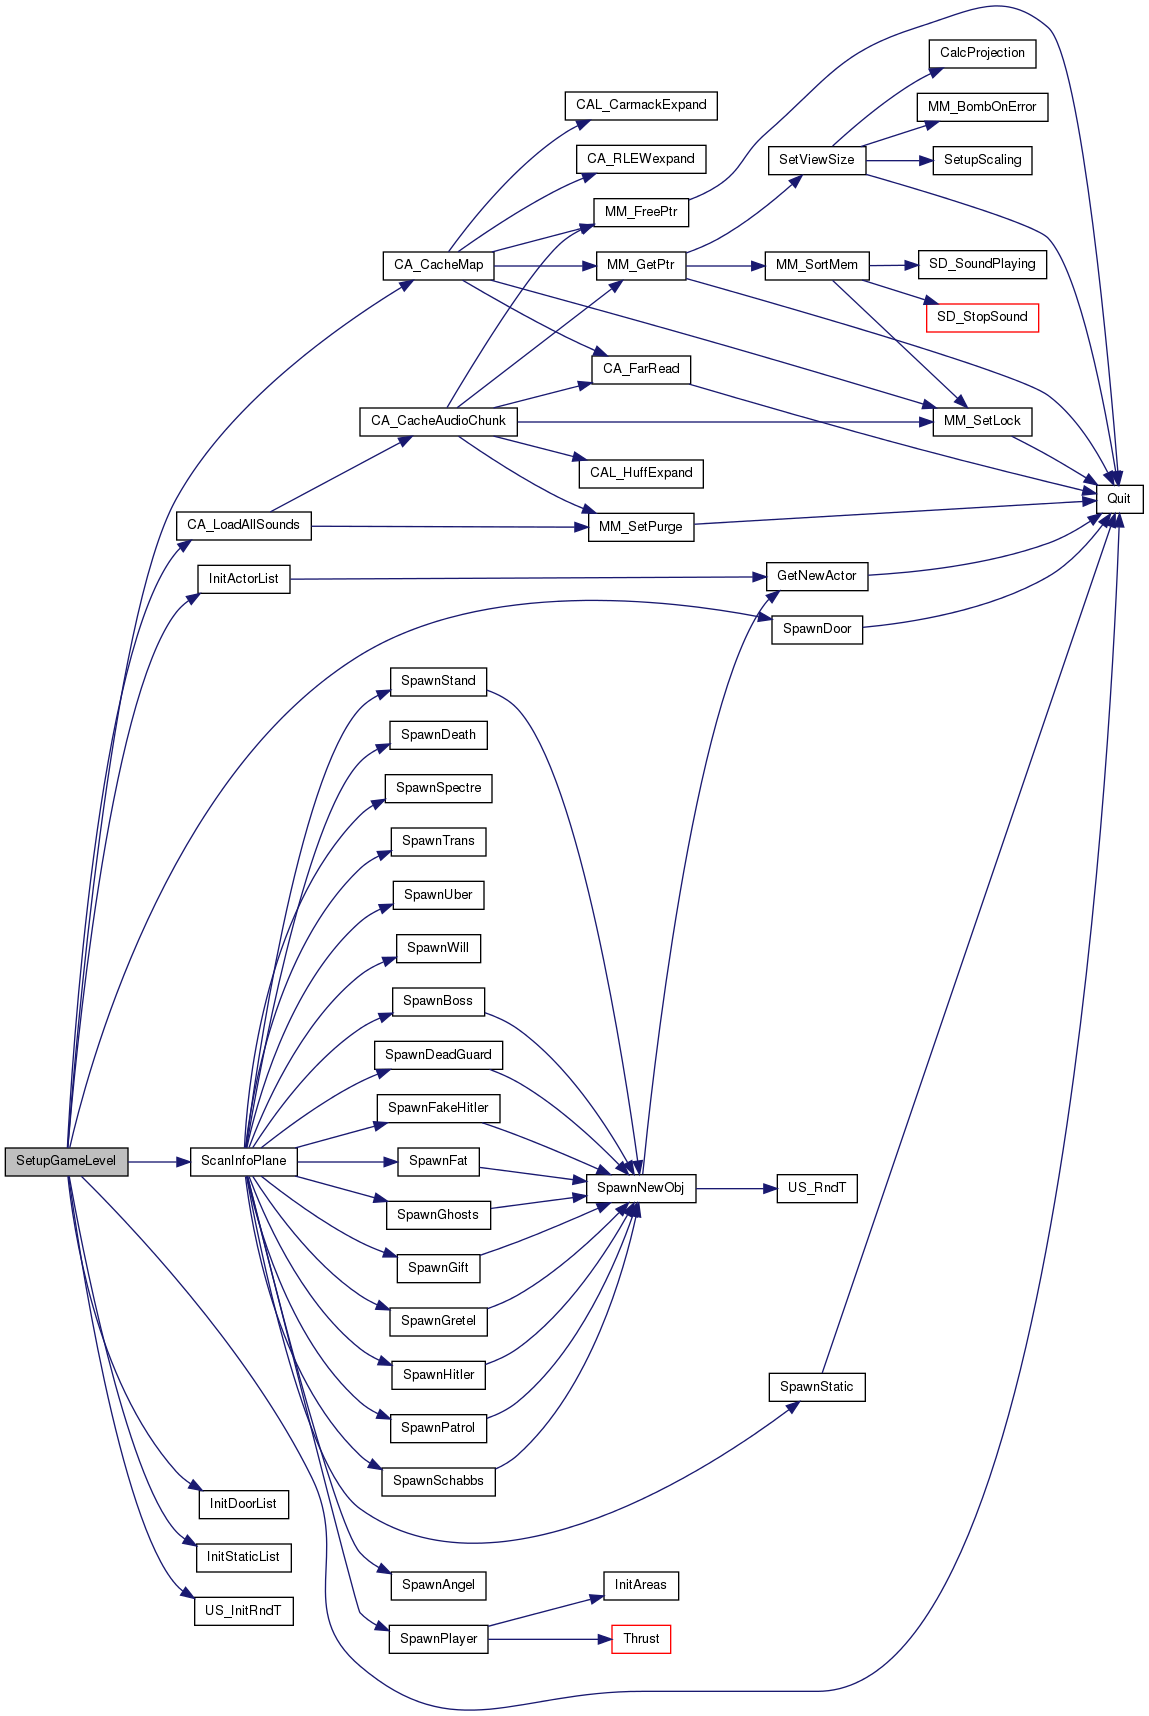 CalcProjection
CAL_CarmackExpand
MM_BombOnError
CA_RLEWexpand
SetViewSize
SetupScaling
MM_FreePtr
CA_CacheMap
MM_GetPtr
MM_SortMem
SD_SoundPlaying
SD_StopSound
CA_FarRead
CA_CacheAudioChunk
MM_SetLock
CAL_HuffExpand
Quit
CA_LoadAllSounds
MM_SetPurge
InitActorList
GetNewActor
SpawnDoor
SpawnStand
SpawnDeath
SpawnSpectre
SpawnTrans
SpawnUber
SpawnWill
SpawnBoss
SpawnDeadGuard
SpawnFakeHitler
SetupGameLevel
ScanInfoPlane
SpawnFat
SpawnNewObj
US_RndT
SpawnGhosts
SpawnGift
SpawnGretel
SpawnHitler
SpawnStatic
SpawnPatrol
SpawnSchabbs
InitDoorList
InitStaticList
SpawnAngel
InitAreas
US_InitRndT
SpawnPlayer
Thrust